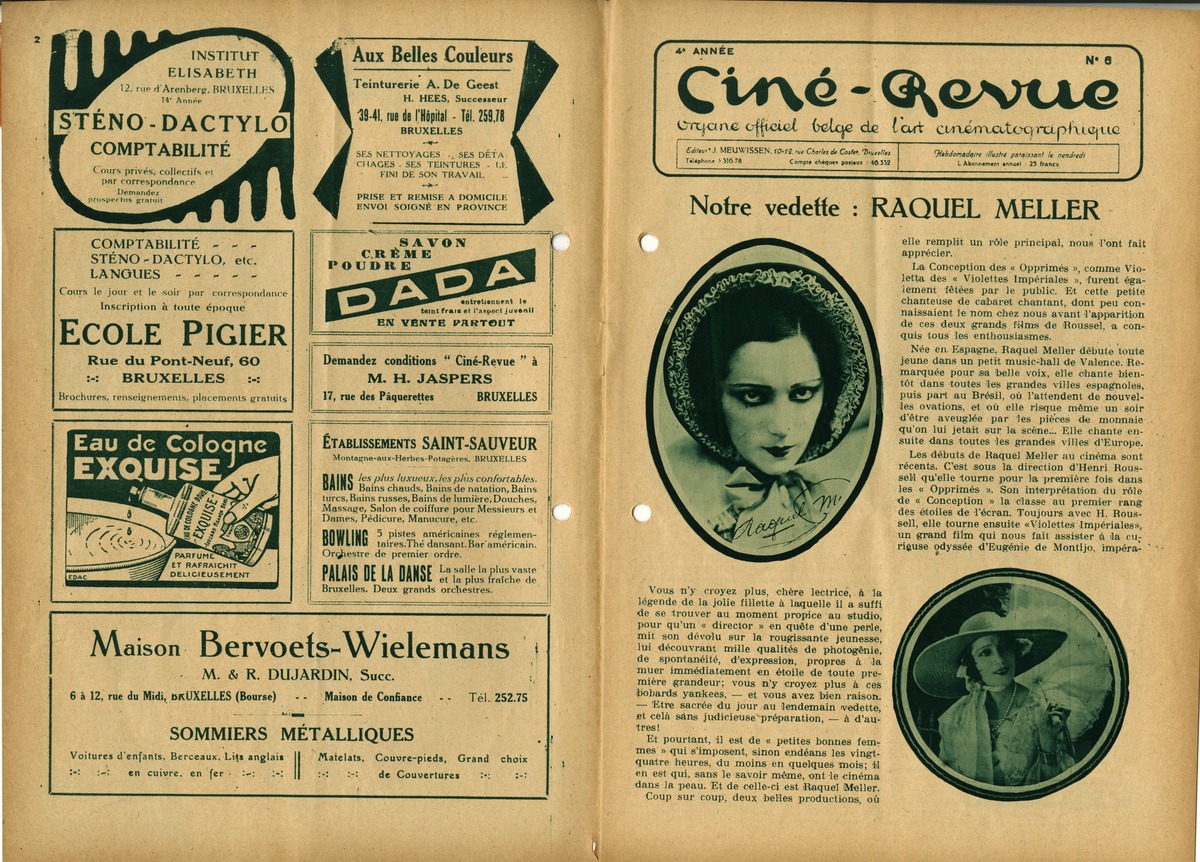 2
INSTITUT
ELISABETH
12, rue d'Arenberg, BRUXELLES
14e Année
STÉNO-DACTYLO
COMPTABILITÉ
Cours privés, collectifs et
par correspondance
Demandez
prospectus gratuit
Aux Belles Couleurs
Teinturerie A. De Geest
H. HEES, Successeur
39-41, rue de l'Hôpital - Tél. 259,78
BRUXELLES
SES NETTOYAGES - SES DÉTA
CHAGES - SES TEINTURES - LE
FINI DE SON TRAVAIL
PRISE ET REMISE A DOMICILE
ENVOI SOIGNÉ EN PROVINCE
COMPTABILITÉ - - -
STÉNO-DACTYLO, etc.
LANGUES - - - - -
Cours le jour et le soir par correspondance
Inscription à toute époque
ECOLE PIGIER
Rue du Pont-Neuf, 60
:-: BRUXELLES :-:
Brochures, renseignements, placements gratuits
SAVON
CRÈME
POUDRE
DADA
entretiennent le
teint frais et l'aspect juvenil
EN VENTE PARTOUT
Demandez conditions “ Ciné-Revue ” à
M. H. JASPERS
17, rue des Pâquerettes BRUXELLES
Eau de Cologne
EXQUISE
EAU DE COLOGNE
EXQUISE
PARFUME
ET RAFRAICHIT
DELICIEUSEMENT
EDAC
ÉTABLISSEMENTS SAINT-SAUVEUR
Montagne-aux-Herbes-Potagères, BRUXELLES
BAINS les plus luxueux, les plus confortables.
Bains chauds, Bains de natation, Bains
turcs, Bains russes, Bains de lumière, Douches,
Massage, Salon de coiffure pour Messieurs et
Dames, Pédicure, Manucure, etc.
BOWLING 5 pistes américaines réglemen-
taires. Thé dansant. Bar américain.
Orchestre de premier ordre.
PALAIS DE LA DANSE La salle la plus vaste
et la plus fraîche de
Bruxelles. Deux grands orchestres.
Maison Bervoets-Wielemans
M. & R. DUJARDIN, Succ.
6 à 12, rue du Midi, BRUXELLES (Bourse) -- Maison de Confiance -- Tél. 252.75
SOMMIERS MÉTALLIQUES
Voitures d'enfants, Berceaux, Lits anglais
:-: :-: en cuivre, en fer :-: :-:
Matelats, Couvre-pieds, Grand choix
:-: :-: de Couvertures :-: :-:
4e ANNÉE
N° 6
Ciné-Revue
Organe officiel belge de l'art cinématographique
Editeur : J. MEUWISSEN, 10-12, rue Charles de Coster, Bruxelles
Téléphone : 316.78 Compte chèques postaux : 46.532
Hebdomadaire illustré paraissant le vendredi
L'Abonnement annuel : 25 francs
Notre vedette : RAQUEL MELLER
Raquel M.
Vous n'y croyez plus, chère lectrice, à la
légende de la jolie fillette à laquelle il a suffi
de se trouver au moment propice au studio,
pour qu'un « director » en quête d'une perle,
mit son dévolu sur la rougissante jeunesse,
lui découvrant mille qualités de photogénie,
de spontanéité, d'expression, propres à la
muer immédiatement en étoile de toute pre-
mière grandeur; vous n'y croyez plus à ces
bobards yankees, — et vous avez bien raison.
— Etre sacrée du jour au lendemain vedette,
et celà sans judicieuse préparation, — à d'au-
tres!
Et pourtant, il est de « petites bonnes fem-
mes » qui s'imposent, sinon endéans les vingt-
quatre heures, du moins en quelques mois; il
en est qui, sans le savoir même, ont le cinéma
dans la peau. Et de celle-ci est Raquel Meller.
Coup sur coup, deux belles productions, où
elle remplit un rôle principal, nous l'ont fait
apprécier.
La Conception des « Opprimés », comme Vio-
letta des « Violettes Impériales », furent éga-
lement fêtées par le public. Et cette petite
chanteuse de cabaret chantant, dont peu con-
naissaient le nom chez nous avant l'apparition
de ces deux grands films de Roussel, a con-
quis tous les enthousiasmes.
Née en Espagne, Raquel Meller débute toute
jeune dans un petit music-hall de Valence. Re-
marquée pour sa belle voix, elle chante bien-
tôt dans toutes les grandes villes espagnoles,
puis part au Brésil, où l'attendent de nouvel-
les ovations, et où elle risque même un soir
d'être aveuglée par les pièces de monnaie
qu'on lui jetait sur la scène... Elle chante en-
suite dans toutes les grandes villes d'Europe.
Les débuts de Raquel Meller au cinéma sont
récents. C'est sous la direction d'Henri Rous-
sell qu'elle tourne pour la première fois dans
les « Opprimés ». Son interprétation du rôle
de « Conception » la classe au premier rang
des étoiles de l'écran. Toujours avec H. Rous-
sell, elle tourne ensuite «Violettes Impériales»,
un grand film qui nous fait assister à la cu-
riguse odyssée d'Eugénie de Montijo, impéra-